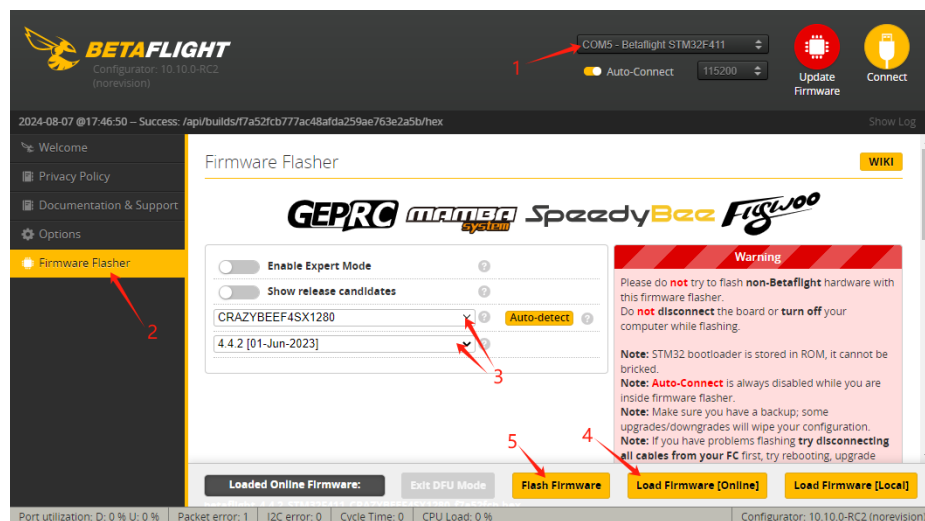 BETAFLIGHT
Configurator: 10.10.0-RC2
(norevision)
1
COM5 - Betaflight STM32F411
Auto-Connect
115200
Update
Firmware
Connect
2024-08-07 @17:46:50 -- Success: /api/builds/f7a52fcb777ac48afda259ae763e2a5b/hex
Show Log
Welcome
Privacy Policy
Documentation & Support
Options
Firmware Flasher
2
Firmware Flasher
WIKI
GEPRC
MAMBA
system
SpeedyBee
Enable Expert Mode
Show release candidates
CRAZYBEEF4SX1280
Auto-detect
4.4.2 [01-Jun-2023]
3
Warning
Please do not try to flash non-Betaflight hardware with
this firmware flasher.
Do not disconnect the board or turn off your
computer while flashing.
Note: STM32 bootloader is stored in ROM, it cannot be
bricked.
Note: Auto-Connect is always disabled while you are
inside firmware flasher.
Note: Make sure you have a backup; some
upgrades/downgrades will wipe your configuration.
Note: If you have problems flashing try disconnecting
all cables from your FC first, try rebooting, upgrade
5
4
Loaded Online Firmware:
Exit DFU Mode
Flash Firmware
Load Firmware [Online]
Load Firmware [Local]
Port utilization: D: 0 % U: 0 %
Packet error: 1
I2C error: 0
Cycle Time: 0
CPU Load: 0 %
Configurator: 10.10.0-RC2 (norevision)